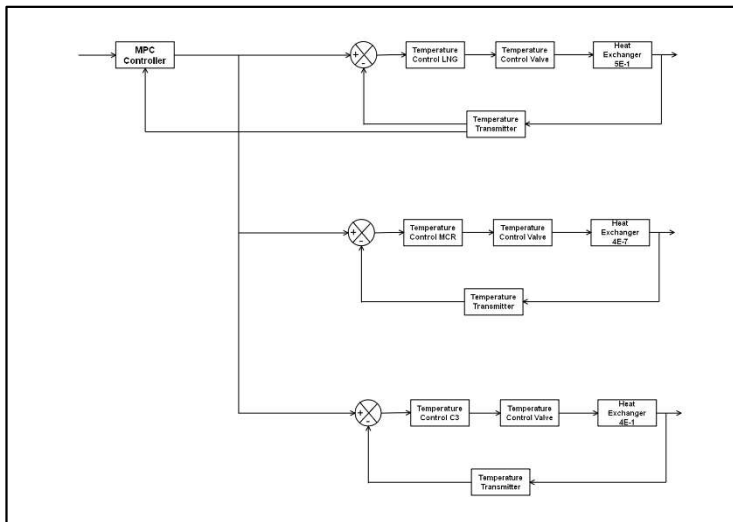 MPC
Controller
+
-
Temperature
Control LNG
Temperature
Control Valve
Heat
Exchanger
5E-1
Temperature
Transmitter
+
-
Temperature
Control MCR
Temperature
Control Valve
Heat
Exchanger
4E-7
Temperature
Transmitter
+
-
Temperature
Control C3
Temperature
Control Valve
Heat
Exchanger
4E-1
Temperature
Transmitter